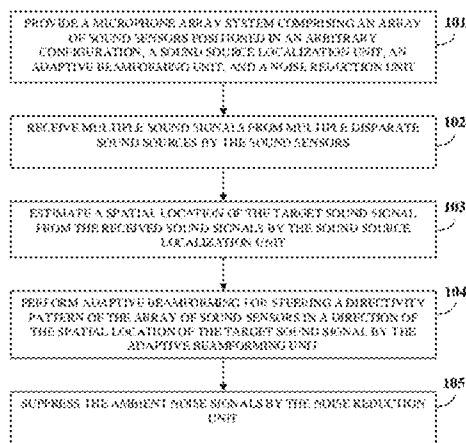 PROVIDE A MICROPHONE ARRAY SYSTEM COMPRISING AN ARRAY
OF SOUND SENSORS POSITIONED IN AN ARBITRARY
CONFIGURATION, A SOUND SOURCE LOCALIZATION UNIT, AN
ADAPTIVE BEAMFORMING UNIT, AND A NOISE REDUCTION UNIT
101
RECEIVE MULTIPLE SOUND SIGNALS FROM MULTIPLE DISPARATE
SOUND SOURCES BY THE SOUND SENSORS
102
ESTIMATE A SPATIAL LOCATION OF THE TARGET SOUND SIGNAL
FROM THE RECEIVED SOUND SIGNALS BY THE SOUND SOURCE
LOCALIZATION UNIT
103
PERFORM ADAPTIVE BEAMFORMING FOR STEERING A DIRECTIVITY
PATTERN OF THE ARRAY OF SOUND SENSORS IN A DIRECTION OF
THE SPATIAL LOCATION OF THE TARGET SOUND SIGNAL BY THE
ADAPTIVE BEAMFORMING UNIT
104
SUPPRESS THE AMBIENT NOISE SIGNALS BY THE NOISE REDUCTION
UNIT
105